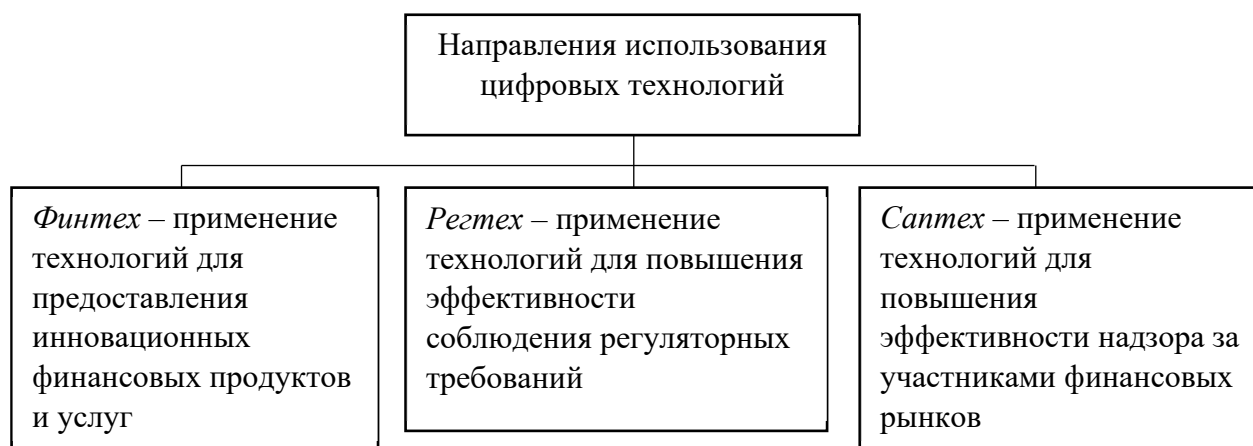 Направления использования
цифровых технологий
Финтех – применение
технологий для
предоставления
инновационных
финансовых продуктов
и услуг
Регтех – применение
технологий для повышения
эффективности
соблюдения регуляторных
требований
Саптех – применение
технологий для
повышения
эффективности надзора за
участниками финансовых
рынков